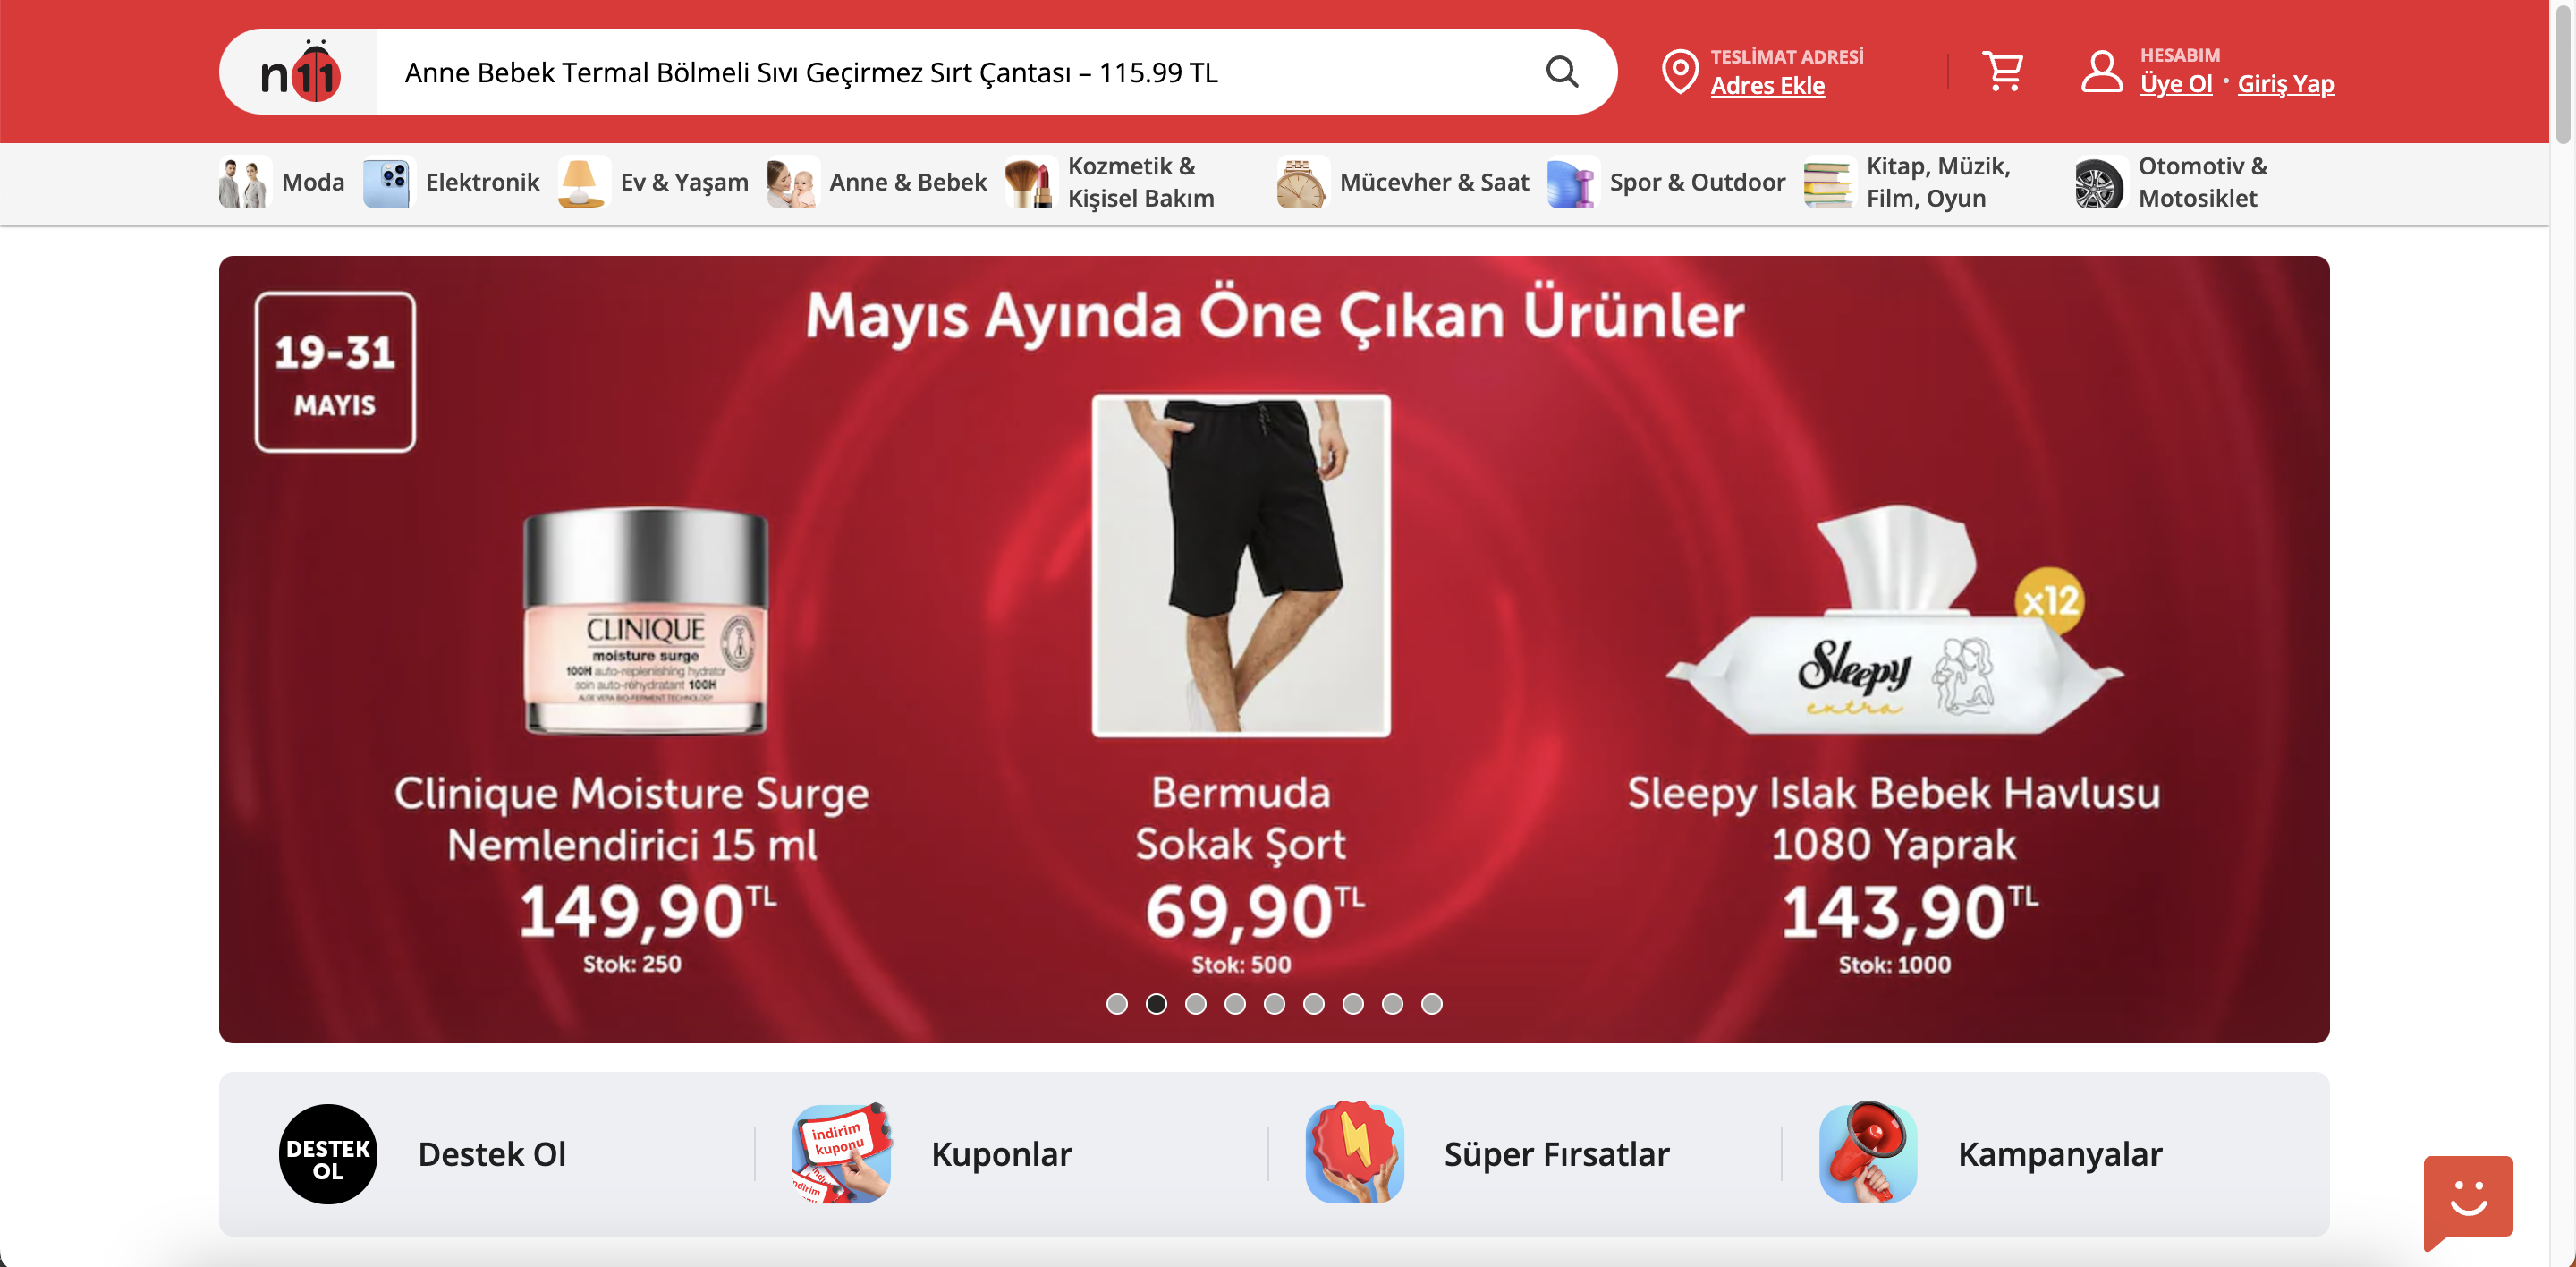 n11
Anne Bebek Termal Bölmeli Sıvı Geçirmez Sırt Çantası – 115.99 TL
TESLİMAT ADRESİ
Adres Ekle
HESABIM
Üye Ol · Giriş Yap
Moda
Elektronik
Ev & Yaşam
Anne & Bebek
Kozmetik &
Kişisel Bakım
Mücevher & Saat
Spor & Outdoor
Kitap, Müzik,
Film, Oyun
Otomotiv &
Motosiklet
Mayıs Ayında Öne Çıkan Ürünler
19-31
MAYIS
CLINIQUE
moisture surge
100H auto-replenishing hydrator
soin auto-réhydratant 100H
ALOE VERA BIO-FERMENT TECHNOLOGY
Clinique Moisture Surge
Nemlendirici 15 ml
149,90 TL
Stok: 250
Bermuda
Sokak Şort
69,90 TL
Stok: 500
x12
Sleepy
extra
Sleepy Islak Bebek Havlusu
1080 Yaprak
143,90 TL
Stok: 1000
DESTEK
OL
Destek Ol
indirim
kuponu
Kuponlar
Süper Fırsatlar
Kampanyalar